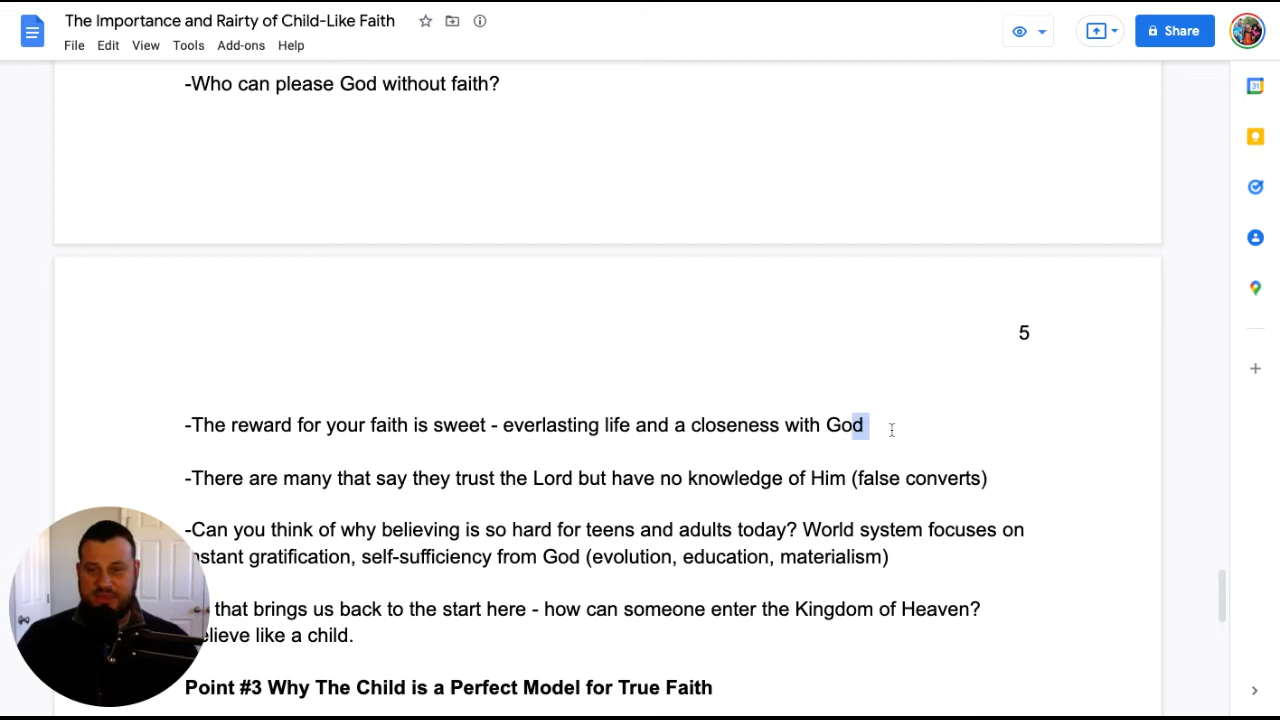 The Importance and Rairty of Child-Like Faith
File Edit View Tools Add-ons Help
Share
-Who can please God without faith?
5
-The reward for your faith is sweet - everlasting life and a closeness with God
-There are many that say they trust the Lord but have no knowledge of Him (false converts)
-Can you think of why believing is so hard for teens and adults today? World system focuses on
gratification, self-sufficiency from God (evolution, education, materialism)
that brings us back to the start here - how can someone enter the Kingdom of Heaven?
like a child.
Point #3 Why The Child is a Perfect Model for True Faith
31